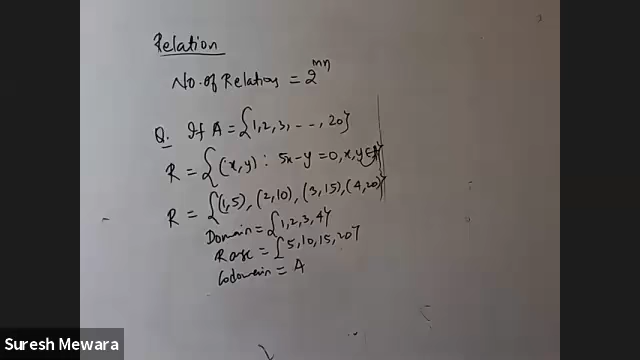 Relation
No. of Relations = 2^mn
Q. If A = {1, 2, 3, ---, 20}
R = {(x, y) : 5x - y = 0, x, y ∈ A}
R = {(1, 5), (2, 10), (3, 15), (4, 20)}
Domain = {1, 2, 3, 4}
Range = {5, 10, 15, 20}
Codomain = A
Suresh Mewara